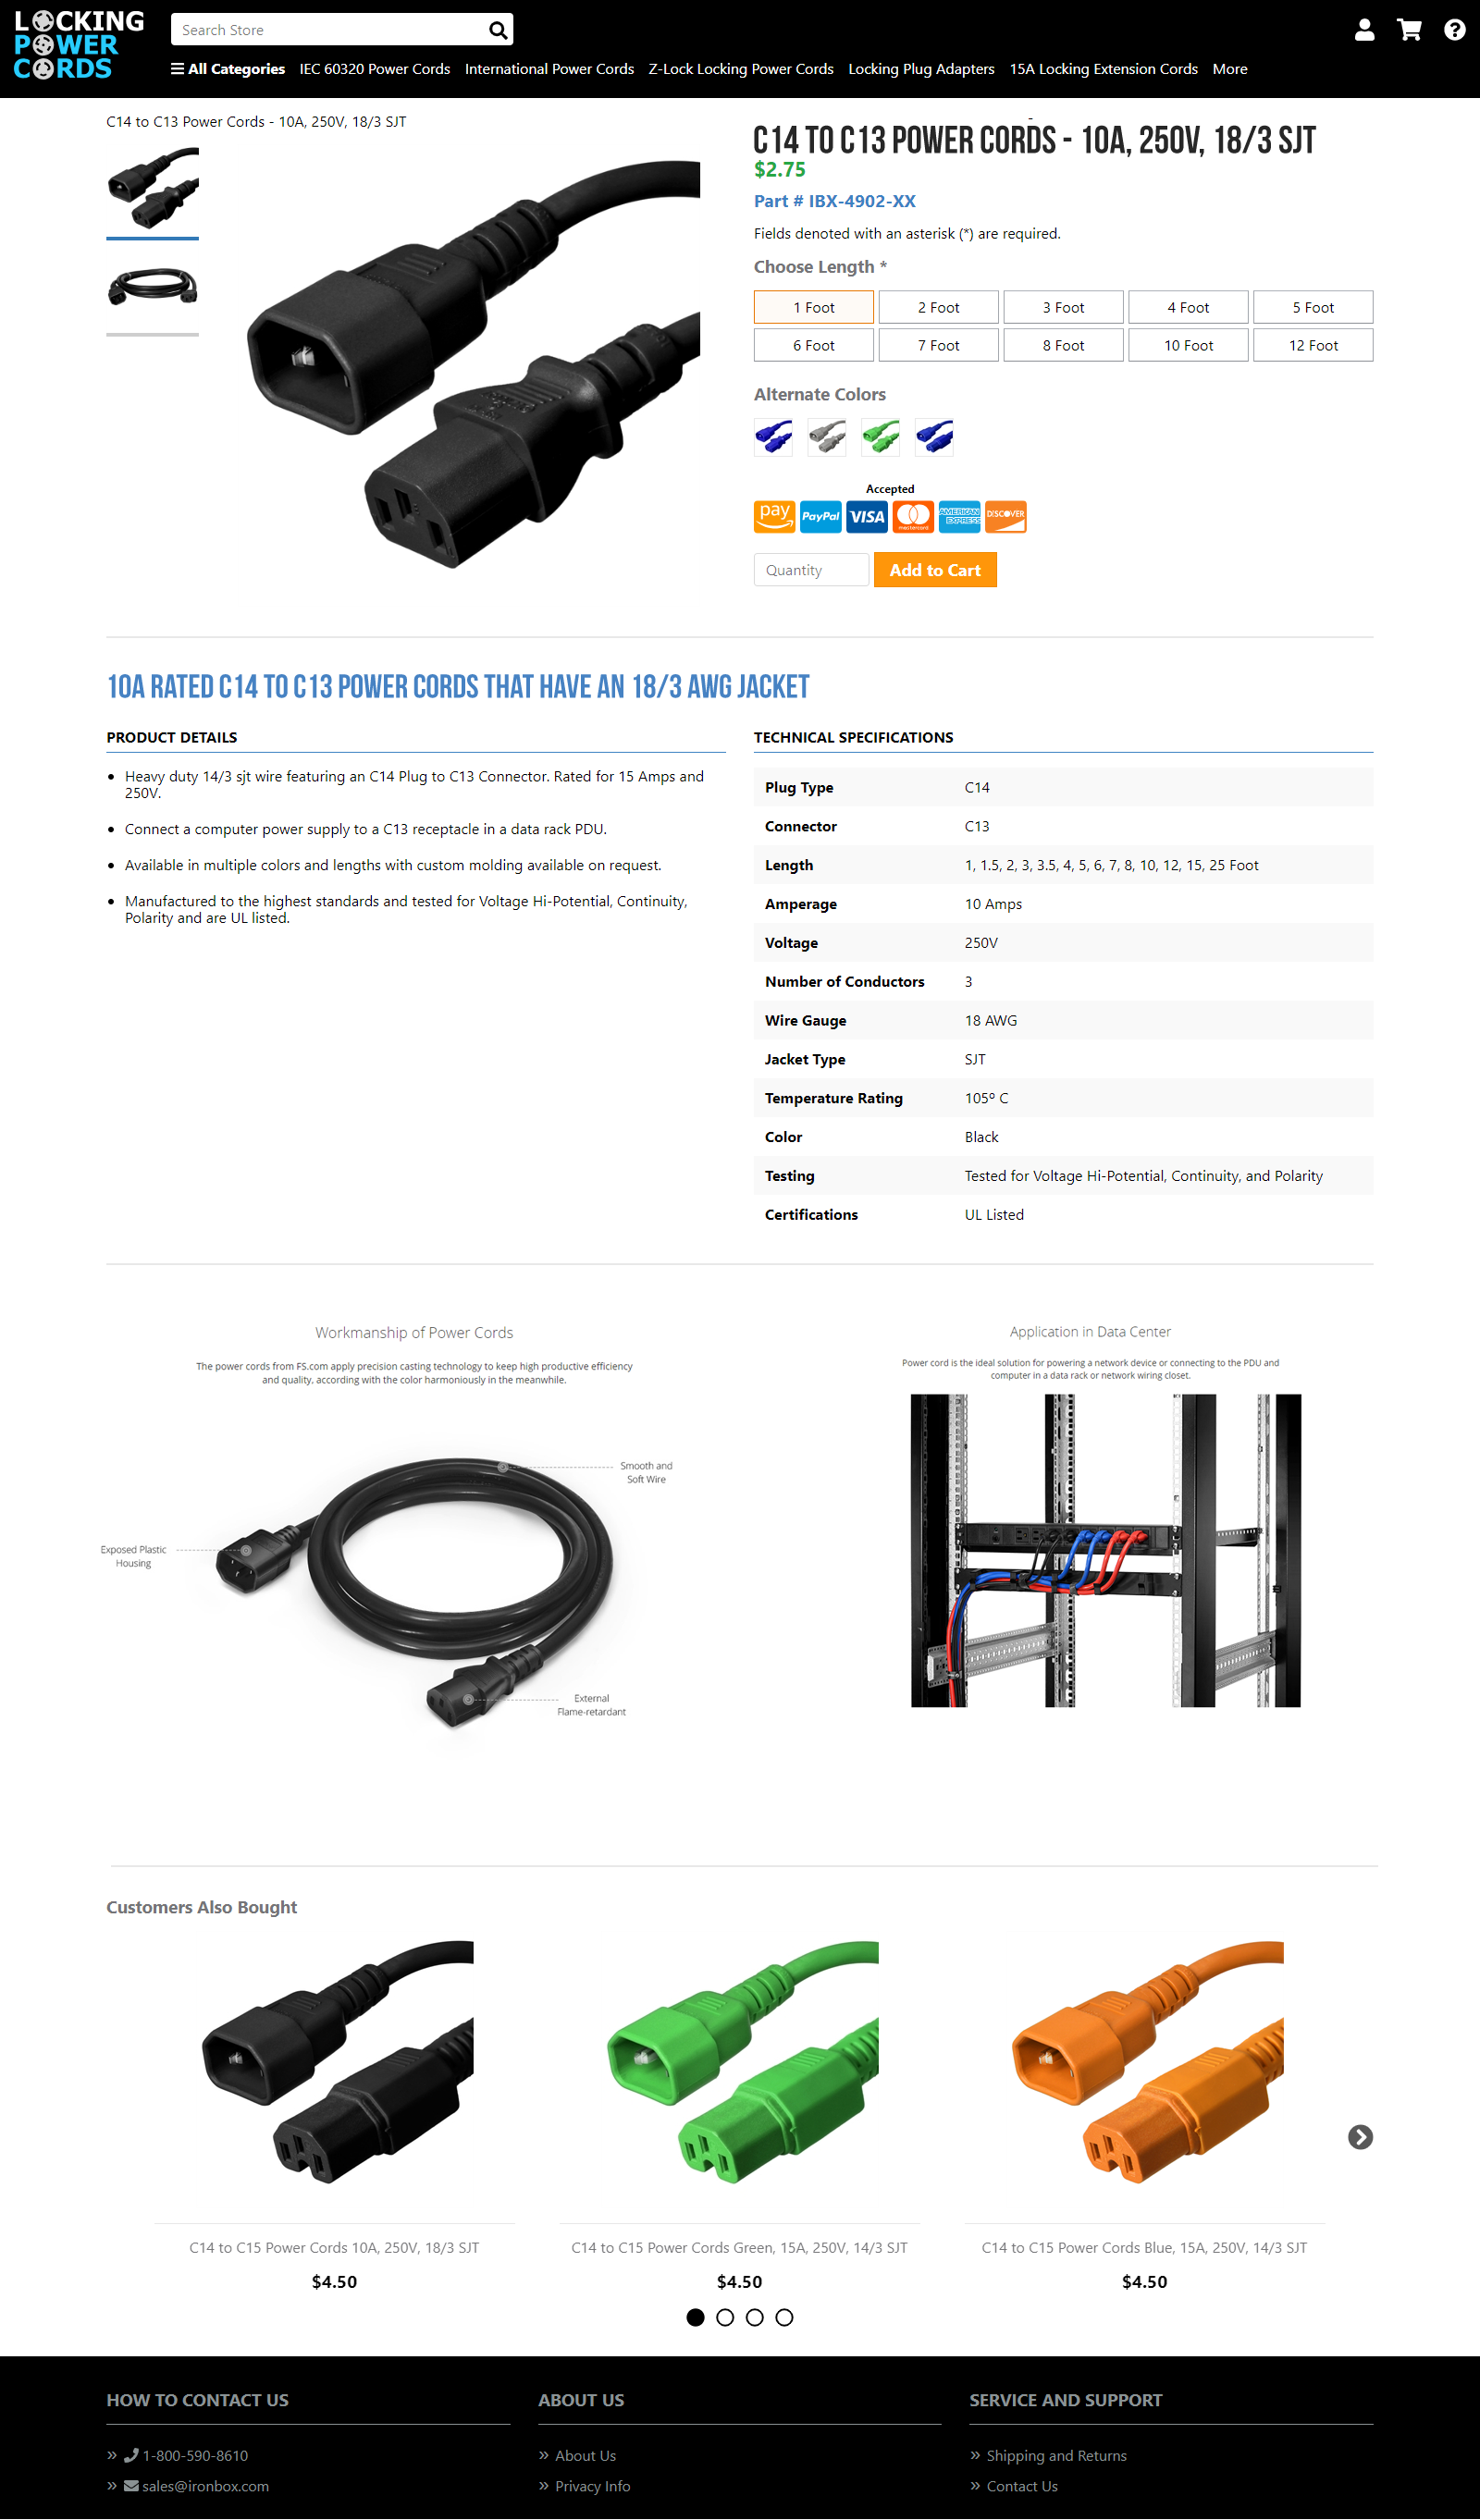 LOCKING
POWER
CORDS
Search Store
All Categories IEC 60320 Power Cords International Power Cords Z-Lock Locking Power Cords Locking Plug Adapters 15A Locking Extension Cords More
C14 to C13 Power Cords - 10A, 250V, 18/3 SJT
C14 TO C13 POWER CORDS - 10A, 250V, 18/3 SJT
$2.75
Part # IBX-4902-XX
Fields denoted with an asterisk (*) are required.
Choose Length *
1 Foot 2 Foot 3 Foot 4 Foot 5 Foot
6 Foot 7 Foot 8 Foot 10 Foot 12 Foot
Alternate Colors
Accepted
pay PayPal VISA mastercard AMERICAN EXPRESS DISCOVER
Quantity Add to Cart
10A RATED C14 TO C13 POWER CORDS THAT HAVE AN 18/3 AWG JACKET
PRODUCT DETAILS
Heavy duty 14/3 sjt wire featuring an C14 Plug to C13 Connector. Rated for 15 Amps and
250V.
Connect a computer power supply to a C13 receptacle in a data rack PDU.
Available in multiple colors and lengths with custom molding available on request.
Manufactured to the highest standards and tested for Voltage Hi-Potential, Continuity,
Polarity and are UL listed.
TECHNICAL SPECIFICATIONS
Plug Type C14
Connector C13
Length 1, 1.5, 2, 3, 3.5, 4, 5, 6, 7, 8, 10, 12, 15, 25 Foot
Amperage 10 Amps
Voltage 250V
Number of Conductors 3
Wire Gauge 18 AWG
Jacket Type SJT
Temperature Rating 105º C
Color Black
Testing Tested for Voltage Hi-Potential, Continuity, and Polarity
Certifications UL Listed
Workmanship of Power Cords
The power cords from FS.com apply precision casting technology to keep high productive efficiency
and quality, according with the color harmoniously in the meanwhile.
Smooth and
Soft Wire
Exposed Plastic
Housing
External
Flame-retardant
Application in Data Center
Power cord is the ideal solution for powering a network device or connecting to the PDU and
computer in a data rack or network wiring closet.
Customers Also Bought
C14 to C15 Power Cords 10A, 250V, 18/3 SJT
$4.50
C14 to C15 Power Cords Green, 15A, 250V, 14/3 SJT
$4.50
C14 to C15 Power Cords Blue, 15A, 250V, 14/3 SJT
$4.50
HOW TO CONTACT US
» 1-800-590-8610
» sales@ironbox.com
ABOUT US
» About Us
» Privacy Info
SERVICE AND SUPPORT
» Shipping and Returns
» Contact Us